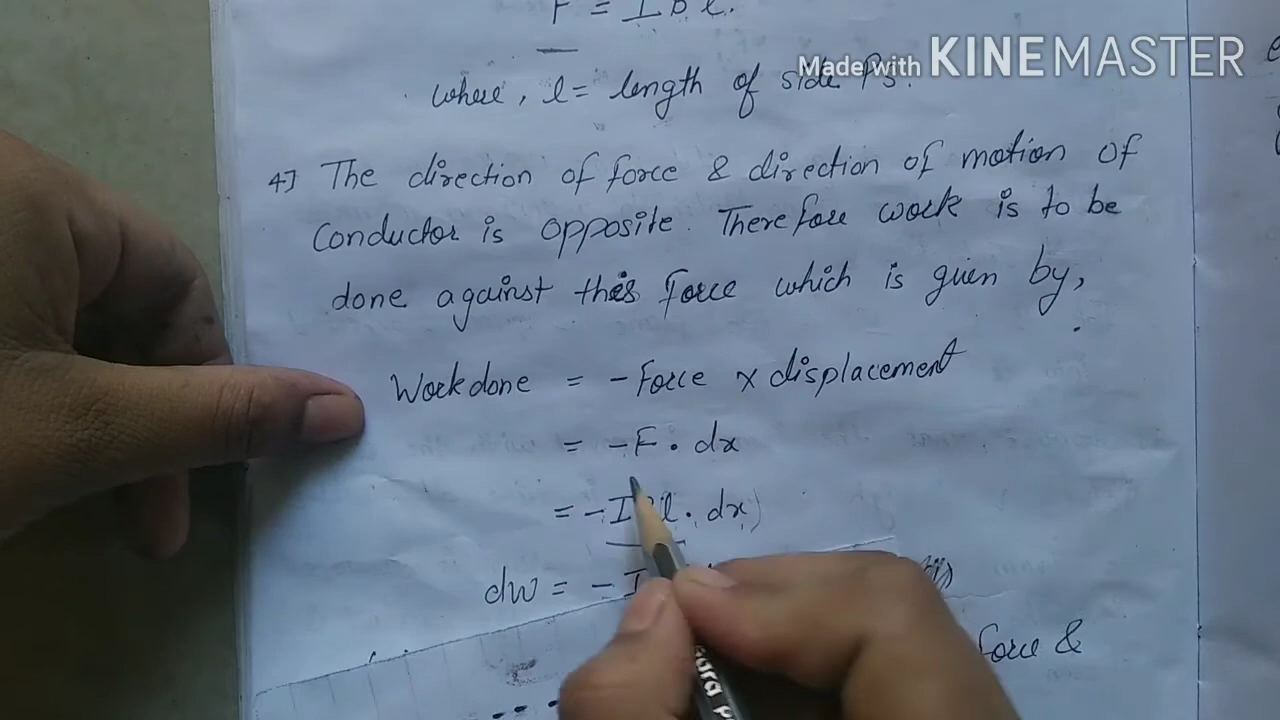 F = I B l.
Made with KINEMASTER
where, l = length of side PS.
4] The direction of force & direction of motion of
Conductor is opposite. Therefore work is to be
done against this Force which is given by,
Workdone = - Force x displacement
= - F . dx
= - I B l . dx
dw = - I
Force &